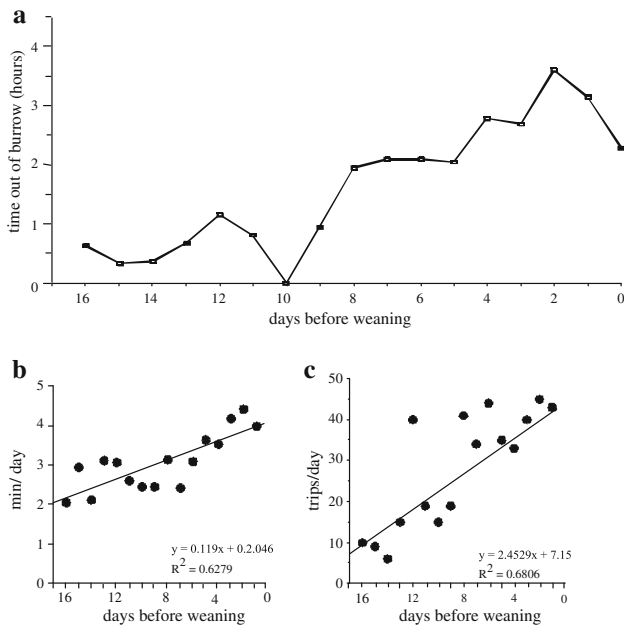 a
time out of burrow (hours)
4
3
2
1
0
16 14 12 10 8 6 4 2 0
days before weaning
b
min/ day
5
4
3
2
1
0
y = 0.119x + 0.2.046
R2 = 0.6279
16 12 8 4 0
days before weaning
c
trips/day
50
40
30
20
10
0
y = 2.4529x + 7.15
R2 = 0.6806
16 12 8 4 0
days before weaning